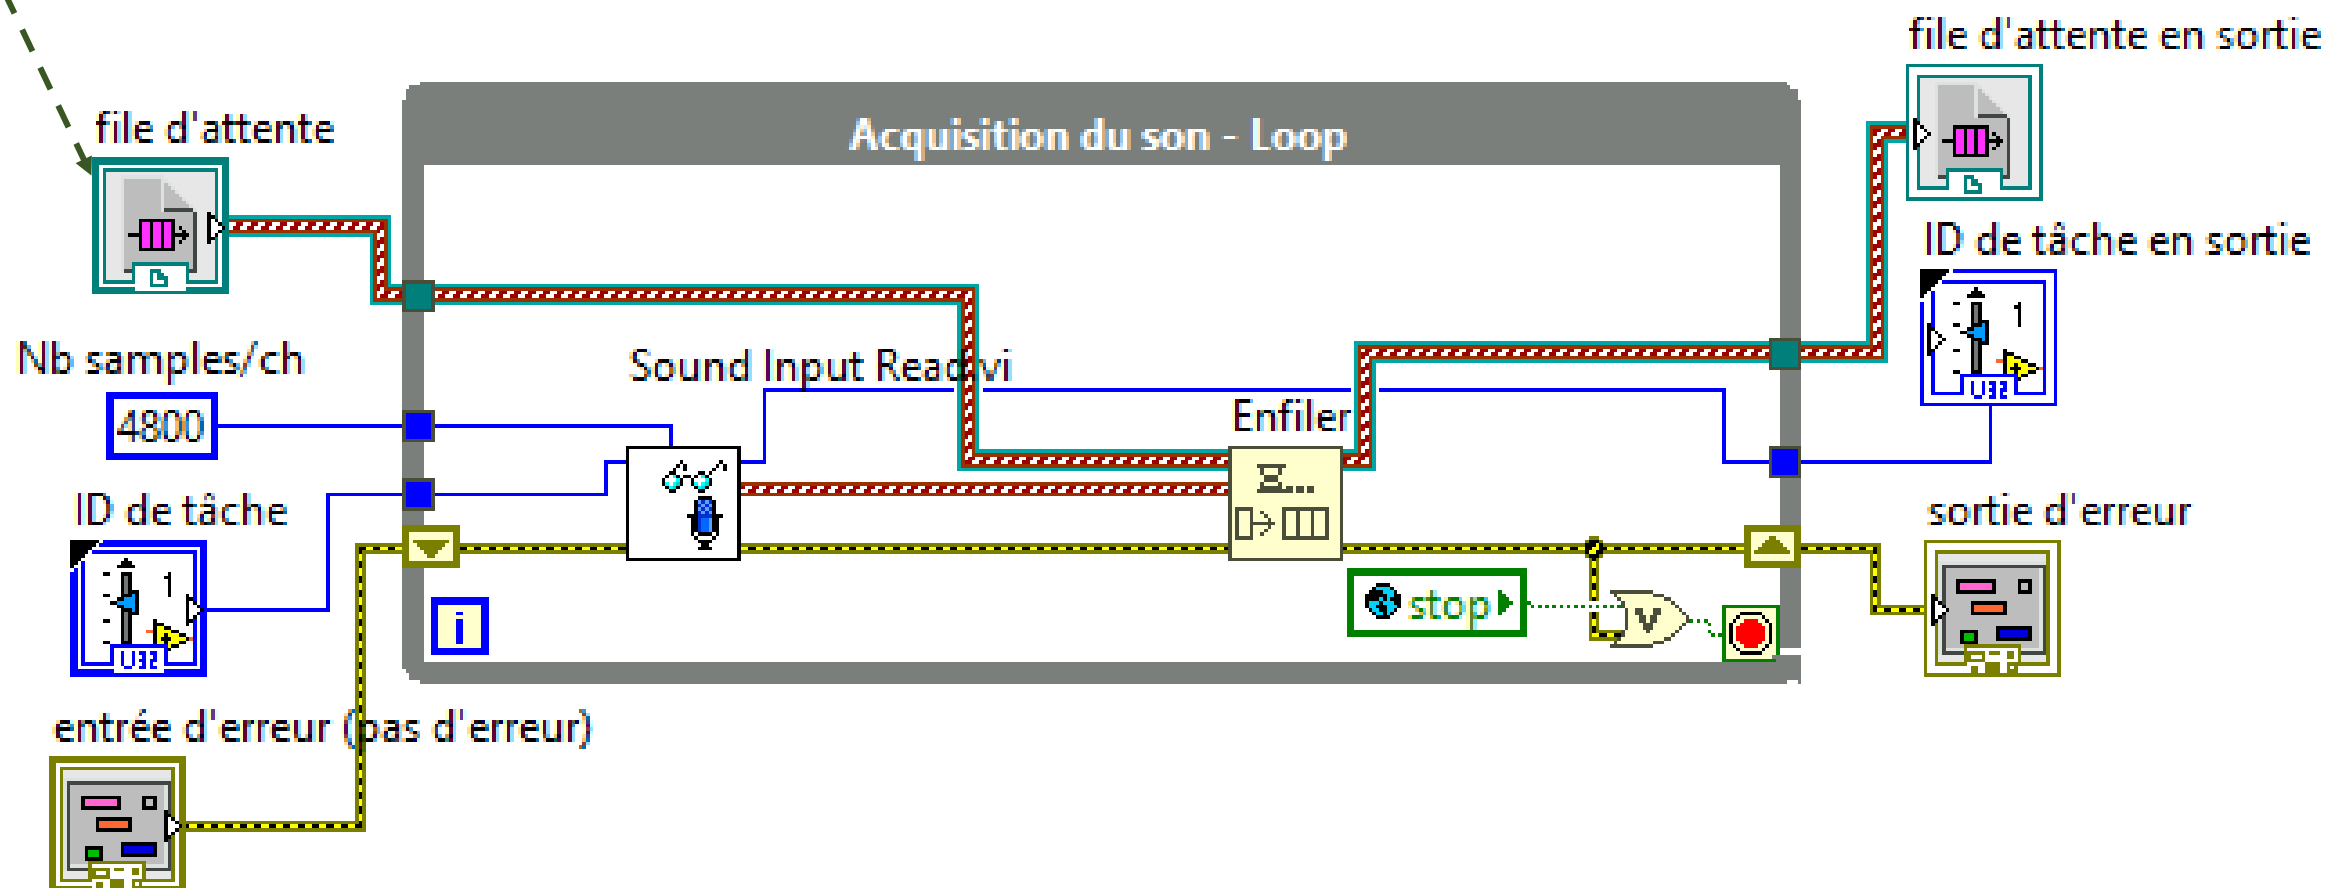 file d'attente en sortie
file d'attente
Acquisition du son - Loop
ID de tâche en sortie
1
U32
Nb samples/ch
4800
Sound Input Read.vi
Enfiler
ID de tâche
1
U32
sortie d'erreur
stop
V
i
entrée d'erreur (pas d'erreur)